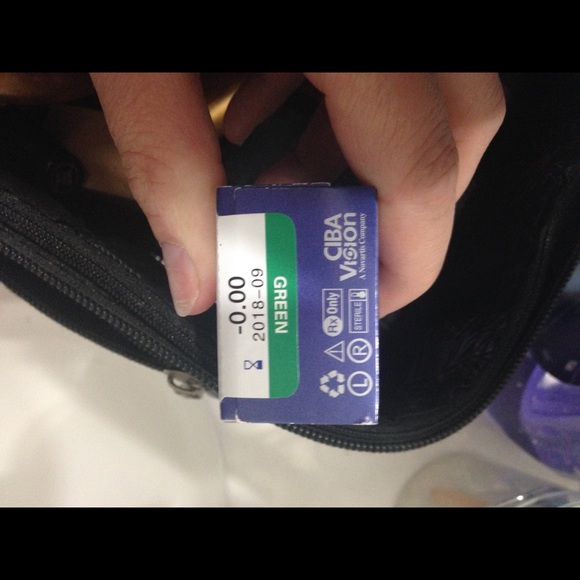 -0.00
2018-09
GREEN
CIBA
VISION
A Novartis Company
Rx Only
STERILE
L
R